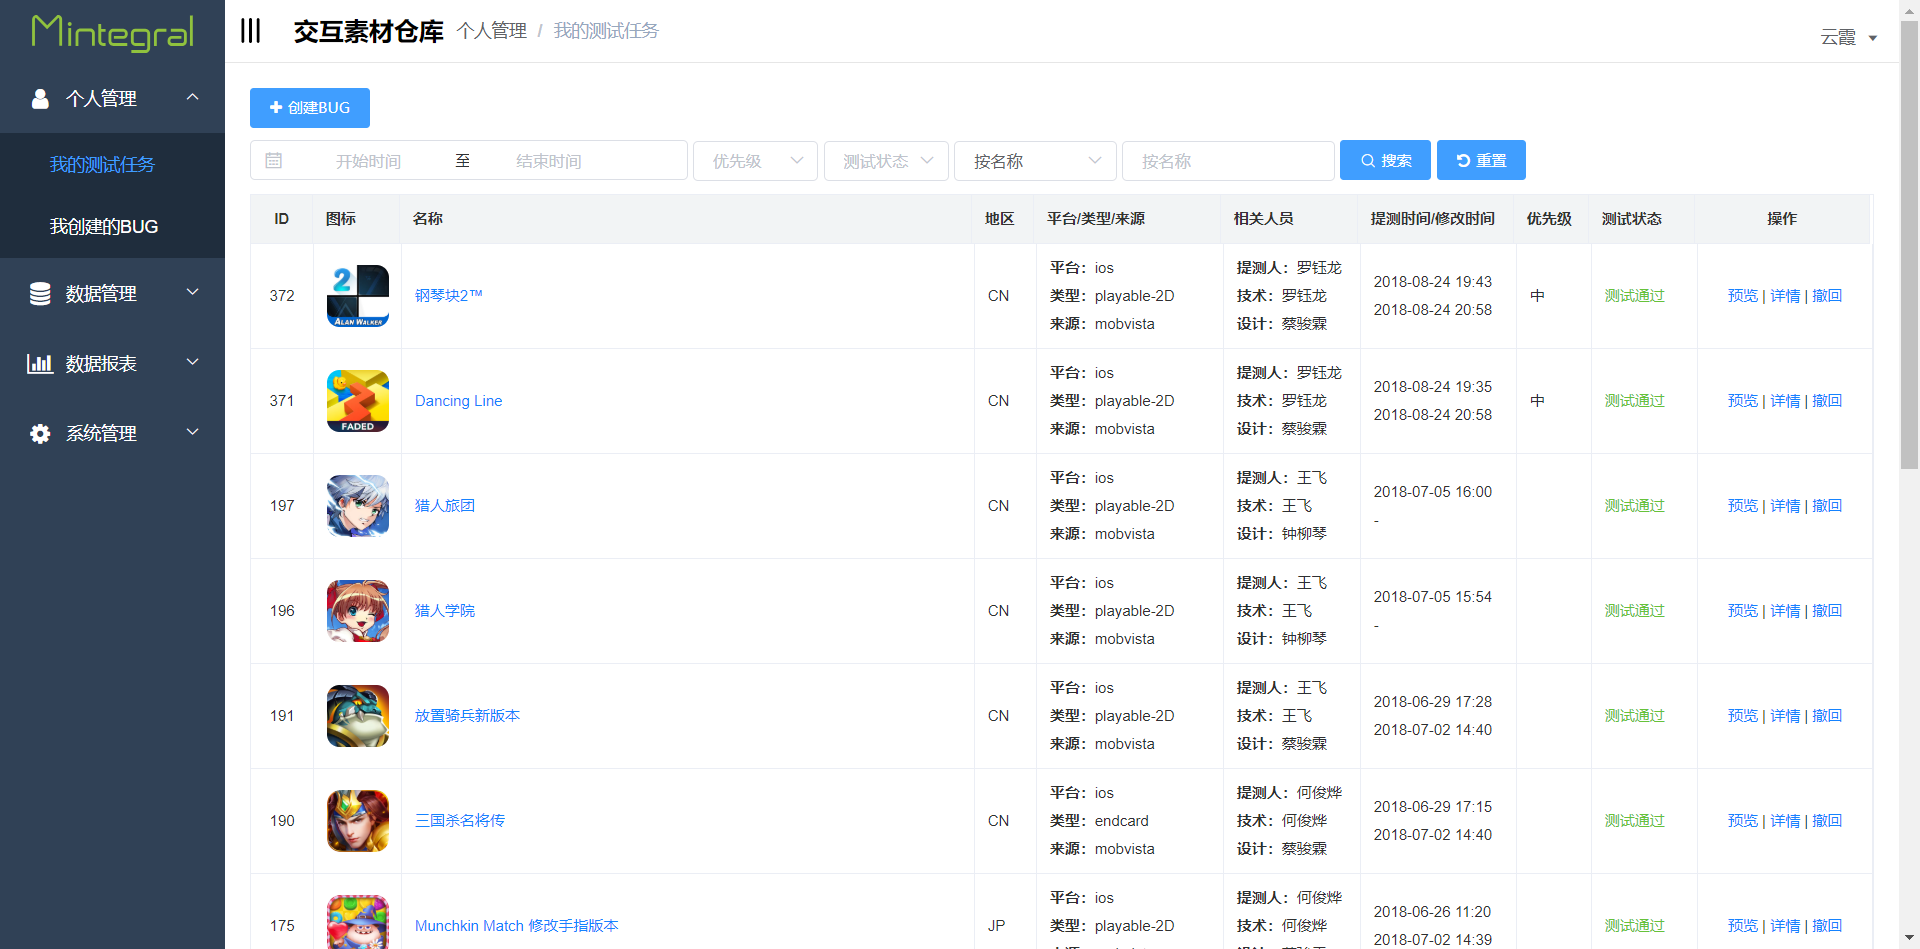 Mintegral
交互素材仓库 个人管理 / 我的测试任务
云霞
个人管理
我的测试任务
我创建的BUG
数据管理
数据报表
系统管理
创建BUG
开始时间 至 结束时间 优先级 测试状态 按名称 按名称 搜索 重置
ID 图标 名称 地区 平台/类型/来源 相关人员 提测时间/修改时间 优先级 测试状态 操作
372
2
ALAN WALKER
钢琴块2™
CN
平台：ios
类型：playable-2D
来源：mobvista
提测人：罗钰龙
技术：罗钰龙
设计：蔡骏霖
2018-08-24 19:43
2018-08-24 20:58
中
测试通过
预览 | 详情 | 撤回
371
FADED
Dancing Line
CN
平台：ios
类型：playable-2D
来源：mobvista
提测人：罗钰龙
技术：罗钰龙
设计：蔡骏霖
2018-08-24 19:35
2018-08-24 20:58
中
测试通过
预览 | 详情 | 撤回
197
猎人旅团
CN
平台：ios
类型：playable-2D
来源：mobvista
提测人：王飞
技术：王飞
设计：钟柳琴
2018-07-05 16:00
-
测试通过
预览 | 详情 | 撤回
196
猎人学院
CN
平台：ios
类型：playable-2D
来源：mobvista
提测人：王飞
技术：王飞
设计：钟柳琴
2018-07-05 15:54
-
测试通过
预览 | 详情 | 撤回
191
放置骑兵新版本
CN
平台：ios
类型：playable-2D
来源：mobvista
提测人：王飞
技术：王飞
设计：蔡骏霖
2018-06-29 17:28
2018-07-02 14:40
测试通过
预览 | 详情 | 撤回
190
三国杀名将传
CN
平台：ios
类型：endcard
来源：mobvista
提测人：何俊烨
技术：何俊烨
设计：蔡骏霖
2018-06-29 17:15
2018-07-02 14:40
测试通过
预览 | 详情 | 撤回
175
Munchkin Match 修改手指版本
JP
平台：ios
类型：playable-2D
提测人：何俊烨
技术：何俊烨
2018-06-26 11:20
2018-07-02 14:39
测试通过
预览 | 详情 | 撤回